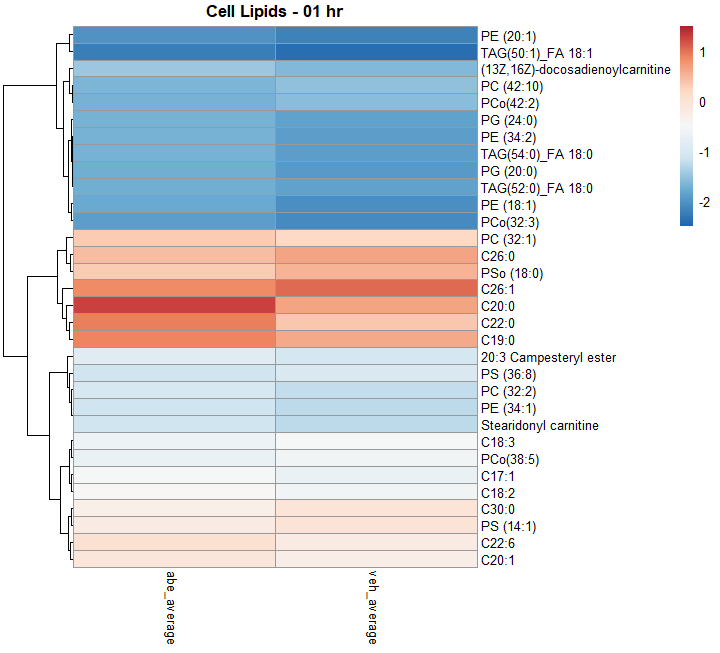 Cell Lipids - 01 hr
PE (20:1)
TAG(50:1)_FA 18:1
(13Z,16Z)-docosadienoylcarnitine
PC (42:10)
PCo(42:2)
PG (24:0)
PE (34:2)
TAG(54:0)_FA 18:0
PG (20:0)
TAG(52:0)_FA 18:0
PE (18:1)
PCo(32:3)
PC (32:1)
C26:0
PSo (18:0)
C26:1
C20:0
C22:0
C19:0
20:3 Campesteryl ester
PS (36:8)
PC (32:2)
PE (34:1)
Stearidonyl carnitine
C18:3
PCo(38:5)
C17:1
C18:2
C30:0
PS (14:1)
C22:6
C20:1
1
0
-1
-2
abe_average
veh_average